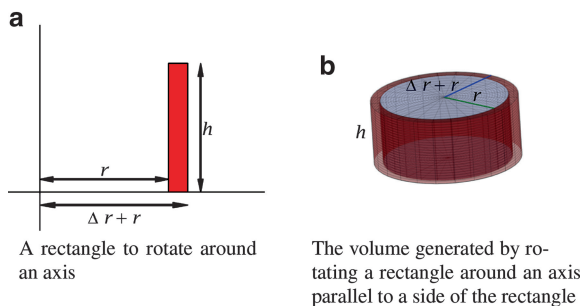 a
h
r
Δ r + r
A rectangle to rotate around
an axis
b
Δ r + r
r
h
The volume generated by ro-
tating a rectangle around an axis
parallel to a side of the rectangle